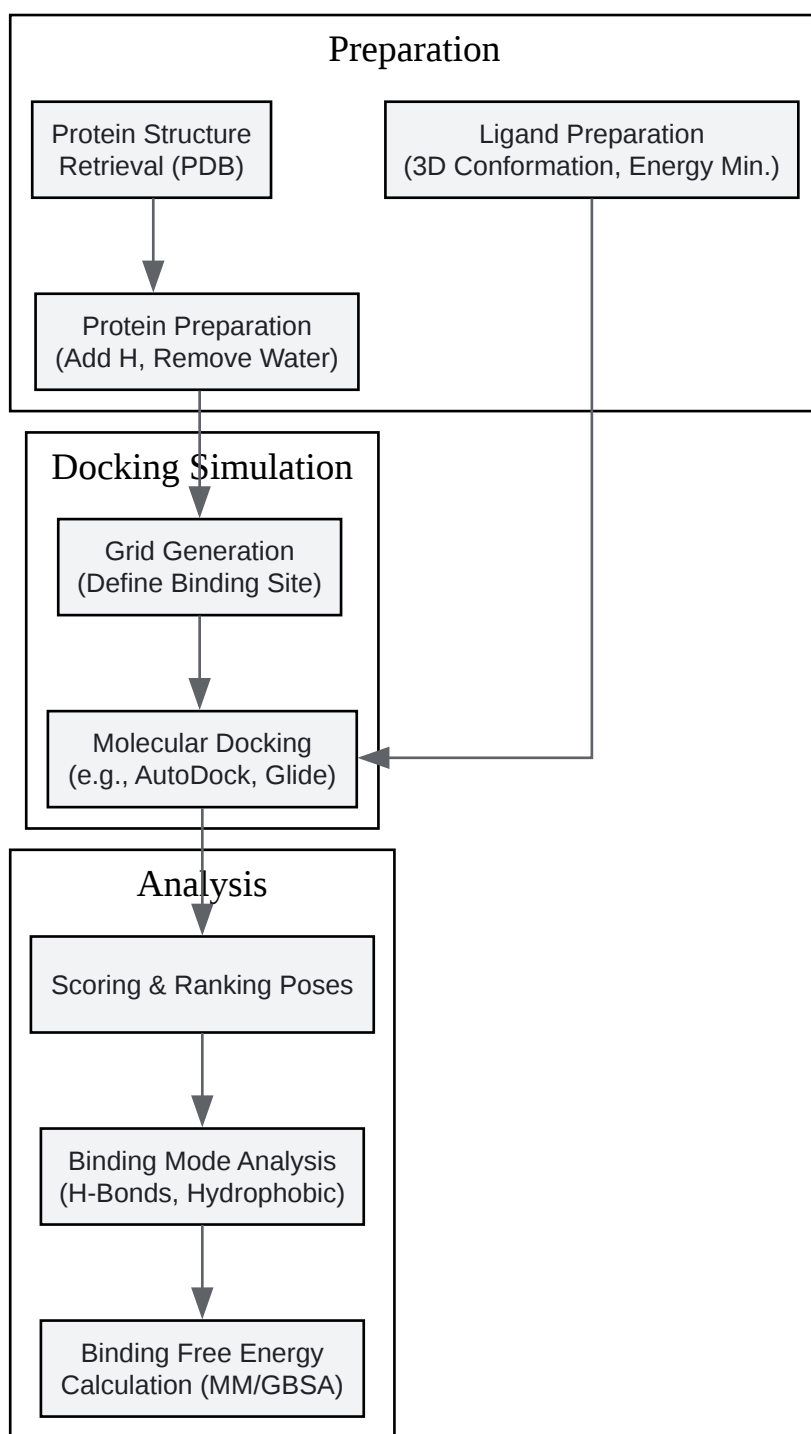 Preparation
Protein Structure
Retrieval (PDB)
Ligand Preparation
(3D Conformation, Energy Min.)
Protein Preparation
(Add H, Remove Water)
Docking Simulation
Grid Generation
(Define Binding Site)
Molecular Docking
(e.g., AutoDock, Glide)
Analysis
Scoring & Ranking Poses
Binding Mode Analysis
(H-Bonds, Hydrophobic)
Binding Free Energy
Calculation (MM/GBSA)